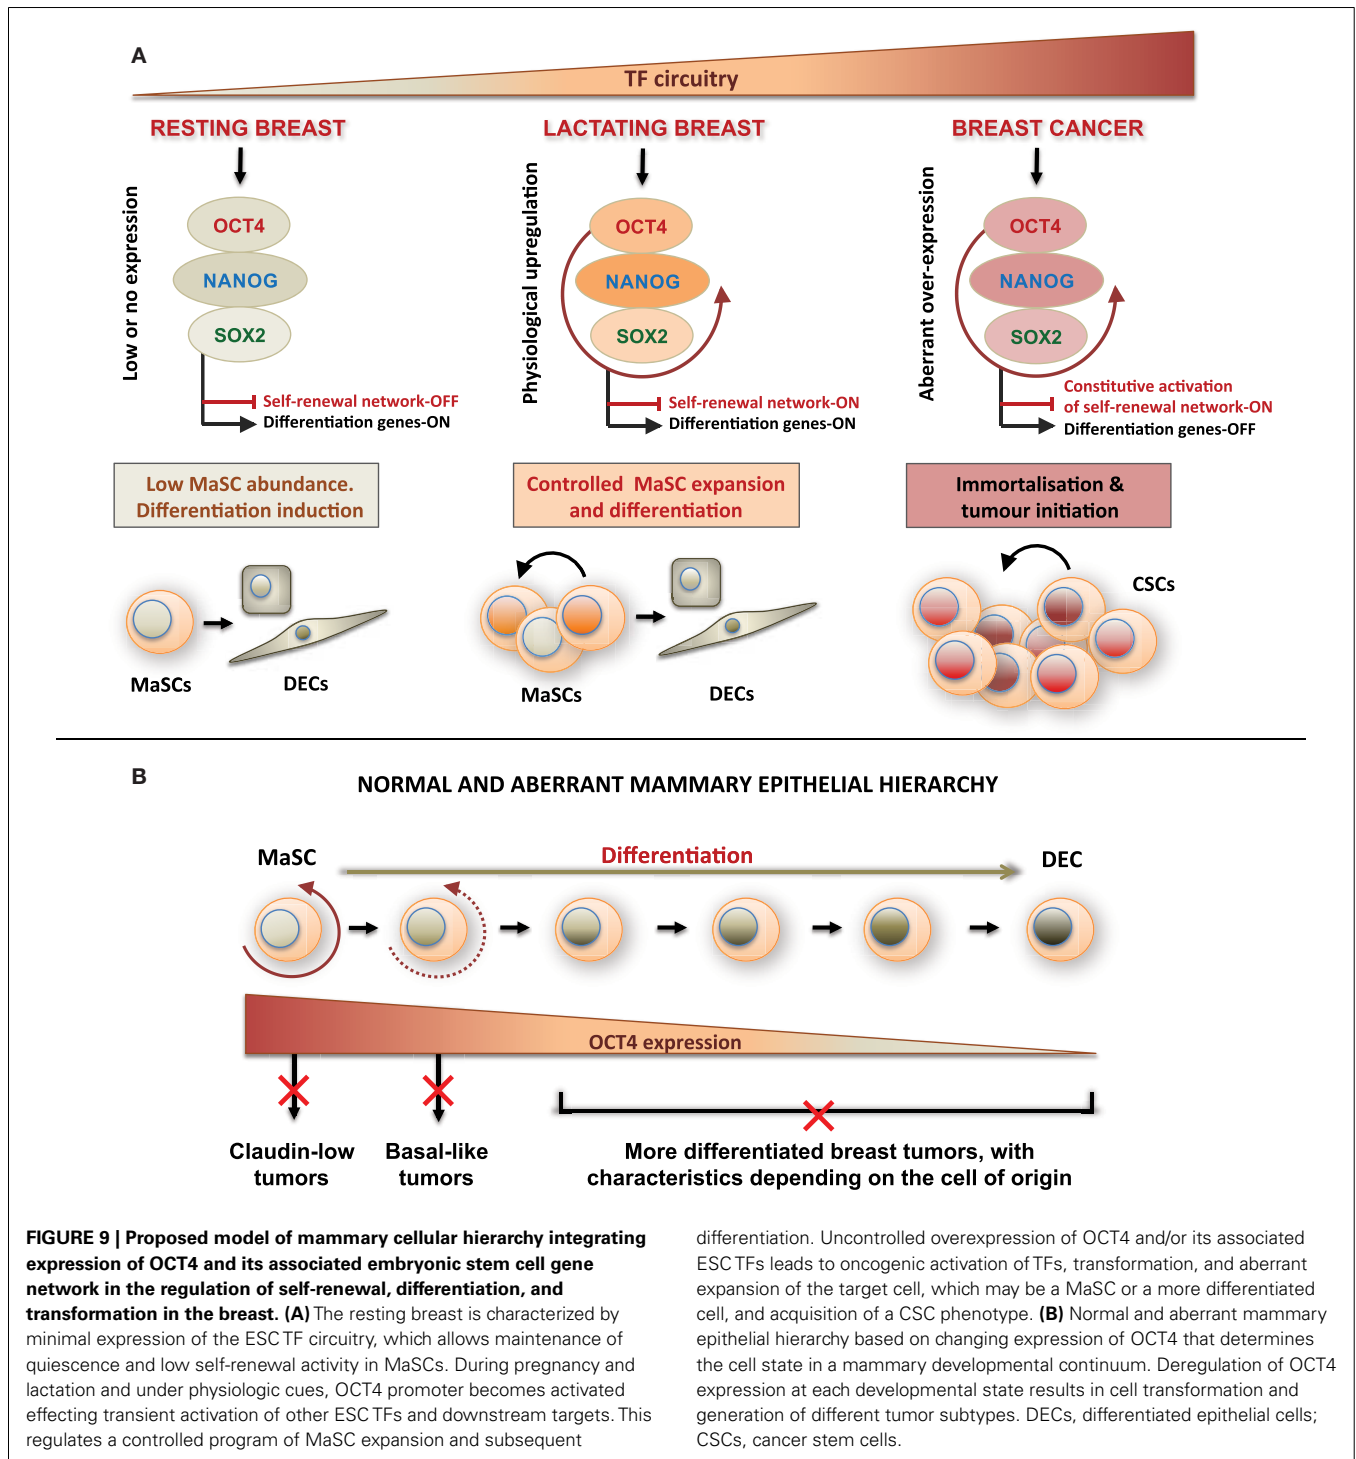 A
TF circuitry
RESTING BREAST
LACTATING BREAST
BREAST CANCER
Low or no expression
OCT4
NANOG
SOX2
Self-renewal network-OFF
Differentiation genes-ON
Physiological upregulation
OCT4
NANOG
SOX2
Self-renewal network-ON
Differentiation genes-ON
Aberrant over-expression
OCT4
NANOG
SOX2
Constitutive activation
of self-renewal network-ON
Differentiation genes-OFF
Low MaSC abundance.
Differentiation induction
Controlled MaSC expansion
and differentiation
Immortalisation &
tumour initiation
MaSCs
DECs
MaSCs
DECs
CSCs
B
NORMAL AND ABERRANT MAMMARY EPITHELIAL HIERARCHY
MaSC
Differentiation
DEC
OCT4 expression
Claudin-low
tumors
Basal-like
tumors
More differentiated breast tumors, with
characteristics depending on the cell of origin
FIGURE 9 | Proposed model of mammary cellular hierarchy integrating
expression of OCT4 and its associated embryonic stem cell gene
network in the regulation of self-renewal, differentiation, and
transformation in the breast. (A) The resting breast is characterized by
minimal expression of the ESC TF circuitry, which allows maintenance of
quiescence and low self-renewal activity in MaSCs. During pregnancy and
lactation and under physiologic cues, OCT4 promoter becomes activated
effecting transient activation of other ESC TFs and downstream targets. This
regulates a controlled program of MaSC expansion and subsequent
differentiation. Uncontrolled overexpression of OCT4 and/or its associated
ESC TFs leads to oncogenic activation of TFs, transformation, and aberrant
expansion of the target cell, which may be a MaSC or a more differentiated
cell, and acquisition of a CSC phenotype. (B) Normal and aberrant mammary
epithelial hierarchy based on changing expression of OCT4 that determines
the cell state in a mammary developmental continuum. Deregulation of OCT4
expression at each developmental state results in cell transformation and
generation of different tumor subtypes. DECs, differentiated epithelial cells;
CSCs, cancer stem cells.